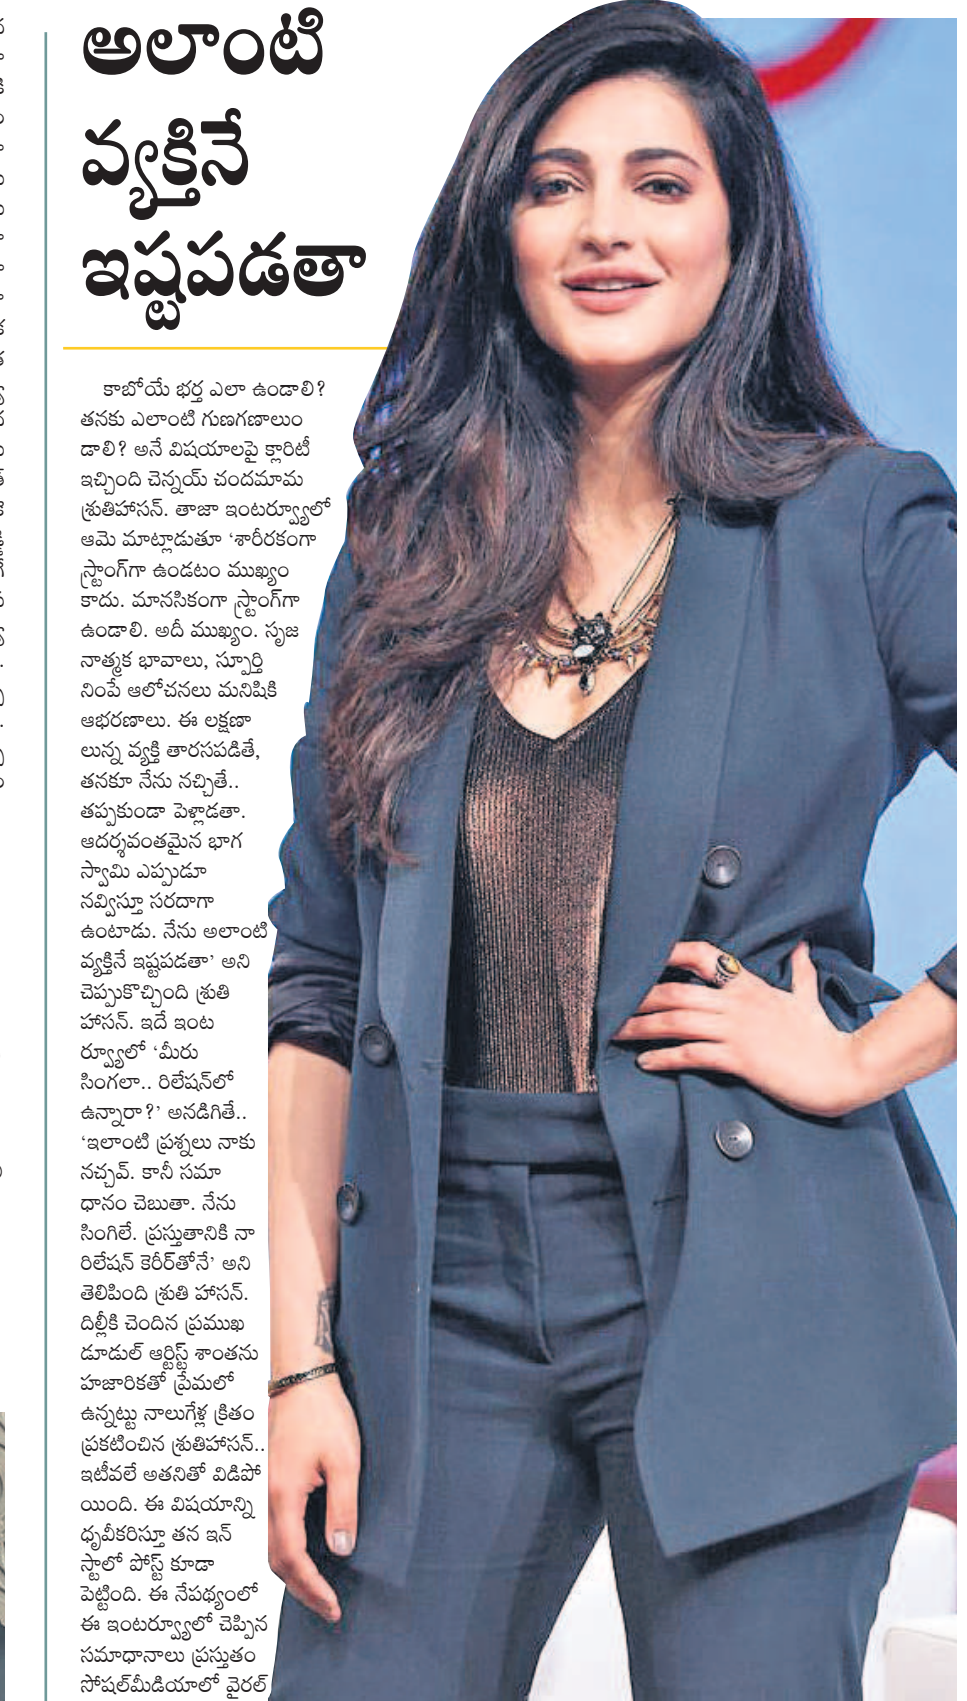 అలాంటి
వ్యక్తినే
ఇష్టపడతా
కాబోయే భర్త ఎలా ఉండాలి?
తనకు ఎలాంటి గుణగణాలుం
డాలి? అనే విషయాలపై క్లారిటీ
ఇచ్చింది చెన్నయ్ చందమామ
శ్రుతిహాసన్. తాజా ఇంటర్వ్యూలో
ఆమె మాట్లాడుతూ ‘శారీరకంగా
స్ట్రాంగ్‌గా ఉండటం ముఖ్యం
కాదు. మానసికంగా స్ట్రాంగ్‌గా
ఉండాలి. అదీ ముఖ్యం. సృజ
నాత్మక భావాలు, స్ఫూర్తి
నింపే ఆలోచనలు మనిషికి
ఆభరణాలు. ఈ లక్షణా
లున్న వ్యక్తి తారసపడితే,
తనకూ నేను నచ్చితే..
తప్పకుండా పెళ్లాడతా.
ఆదర్శవంతమైన భాగ
స్వామి ఎప్పుడూ
నవ్విస్తూ సరదాగా
ఉంటాడు. నేను అలాంటి
వ్యక్తినే ఇష్టపడతా’ అని
చెప్పుకొచ్చింది శ్రుతి
హాసన్. ఇదే ఇంట
ర్వ్యూలో ‘మీరు
సింగలా.. రిలేషన్‌లో
ఉన్నారా?’ అనడిగితే..
‘ఇలాంటి ప్రశ్నలు నాకు
నచ్చవ్. కానీ సమా
ధానం చెబుతా. నేను
సింగిలే. ప్రస్తుతానికి నా
రిలేషన్ కెరీర్‌తోనే’ అని
తెలిపింది శ్రుతి హాసన్.
దిల్లీకి చెందిన ప్రముఖ
డూడుల్ ఆర్టిస్ట్ శాంతను
హజారికతో ప్రేమలో
ఉన్నట్టు నాలుగేళ్ల క్రితం
ప్రకటించిన శ్రుతిహాసన్..
ఇటీవలే అతనితో విడిపో
యింది. ఈ విషయాన్ని
ధృవీకరిస్తూ తన ఇన్
స్టాలో పోస్ట్ కూడా
పెట్టింది. ఈ నేపథ్యంలో
ఈ ఇంటర్వ్యూలో చెప్పిన
సమాధానాలు ప్రస్తుతం
సోషల్‌మీడియాలో వైరల్